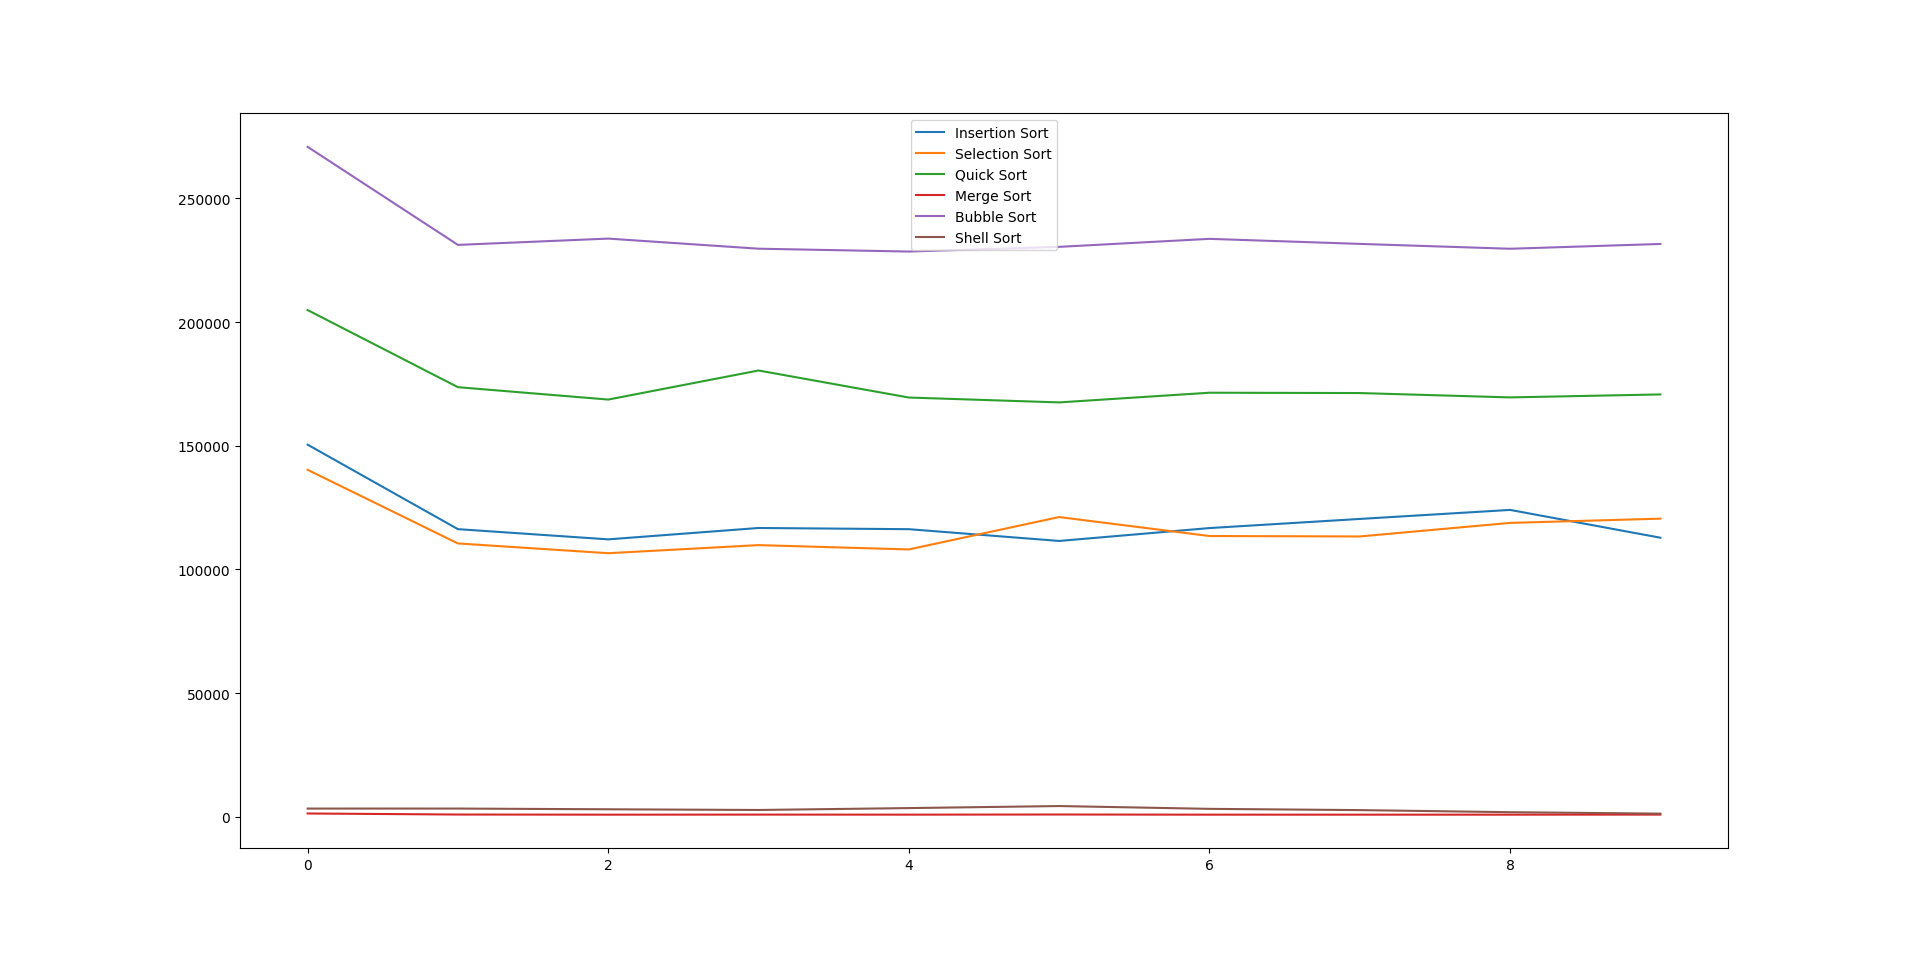 Insertion Sort
Selection Sort
Quick Sort
Merge Sort
Bubble Sort
Shell Sort
250000
200000
150000
100000
50000
0
0 2 4 6 8